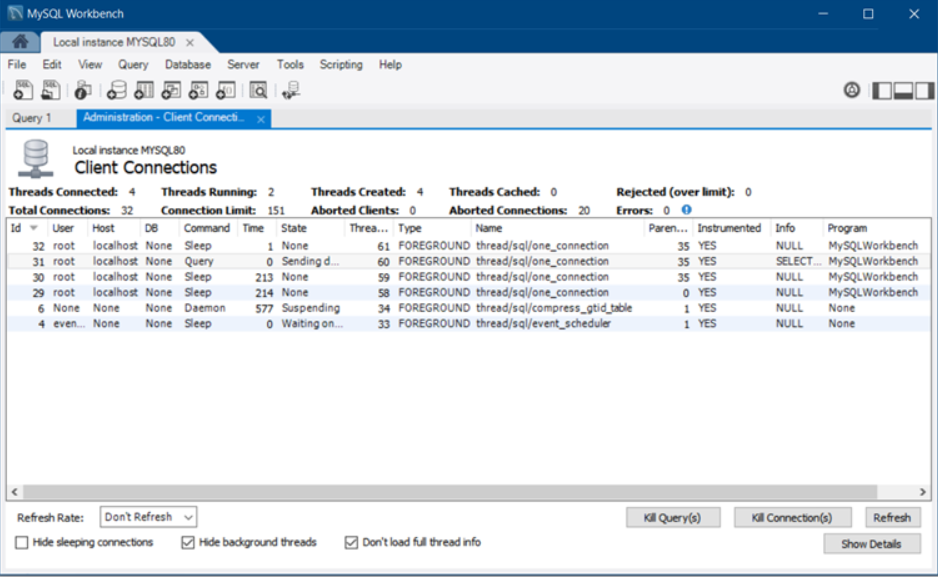 MySQL Workbench
Local instance MYSQL80 ×
File Edit View Query Database Server Tools Scripting Help
Query 1 Administration - Client Connecti... ×
Local instance MYSQL80
Client Connections
Threads Connected: 4 Threads Running: 2 Threads Created: 4 Threads Cached: 0 Rejected (over limit): 0
Total Connections: 32 Connection Limit: 151 Aborted Clients: 0 Aborted Connections: 20 Errors: 0
Id User Host DB Command Time State Threa... Type Name Paren... Instrumented Info Program
32 root localhost None Sleep 1 None 61 FOREGROUND thread/sql/one_connection 35 YES NULL MySQLWorkbench
31 root localhost None Query 0 Sending d... 60 FOREGROUND thread/sql/one_connection 35 YES SELECT... MySQLWorkbench
30 root localhost None Sleep 213 None 59 FOREGROUND thread/sql/one_connection 35 YES NULL MySQLWorkbench
29 root localhost None Sleep 214 None 58 FOREGROUND thread/sql/one_connection 0 YES NULL MySQLWorkbench
6 None None None Daemon 577 Suspending 34 FOREGROUND thread/sql/compress_gtid_table 1 YES NULL None
4 even... None None Sleep 0 Waiting on... 33 FOREGROUND thread/sql/event_scheduler 1 YES NULL None
Refresh Rate: Don't Refresh Kill Query(s) Kill Connection(s) Refresh
Hide sleeping connections Hide background threads Don't load full thread info Show Details